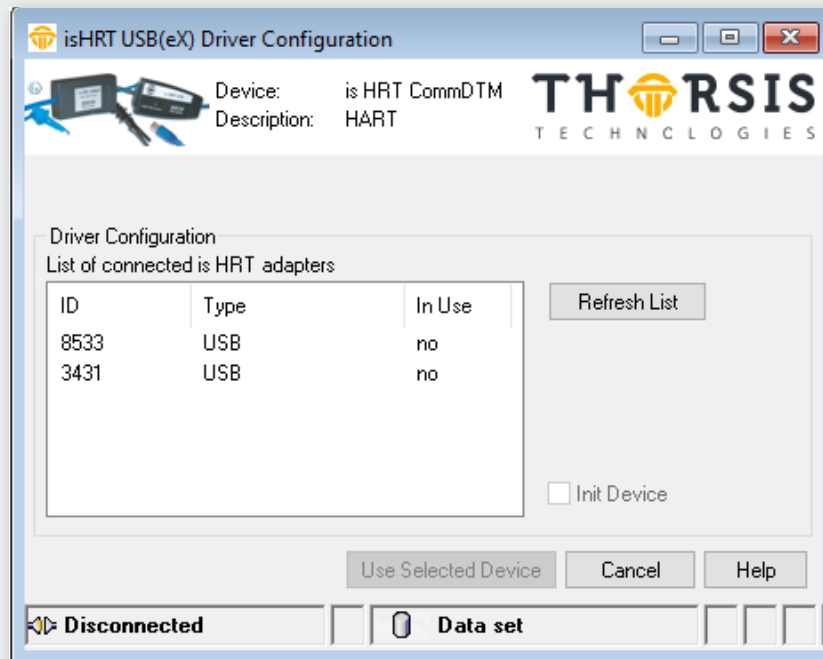 isHRT USB(eX) Driver Configuration
Device: is HRT CommDTM
Description: HART
THORSIS
TECHNCLOGIES
Driver Configuration
List of connected is HRT adapters
ID Type In Use
Refresh List
8533 USB no
3431 USB no
Init Device
Use Selected Device Cancel Help
Disconnected Data set